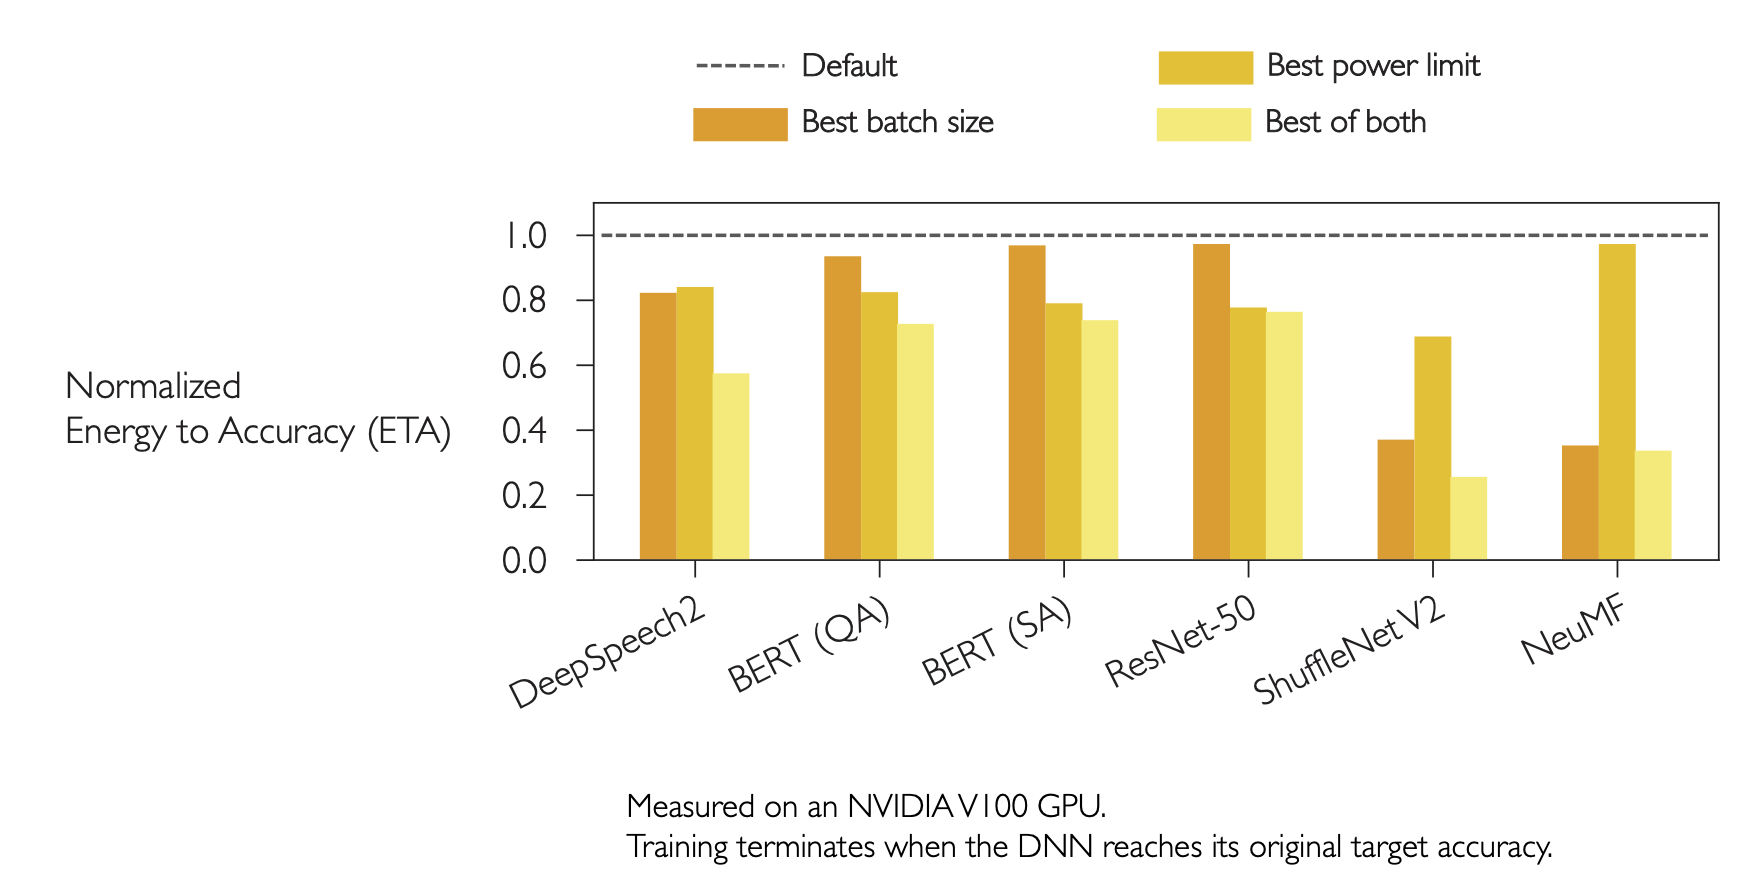 Default
Best power limit
Best batch size
Best of both
1.0
0.8
0.6
0.4
0.2
0.0
Normalized
Energy to Accuracy (ETA)
DeepSpeech2
BERT (QA)
BERT (SA)
ResNet-50
ShuffleNet V2
NeuMF
Measured on an NVIDIA V100 GPU.
Training terminates when the DNN reaches its original target accuracy.